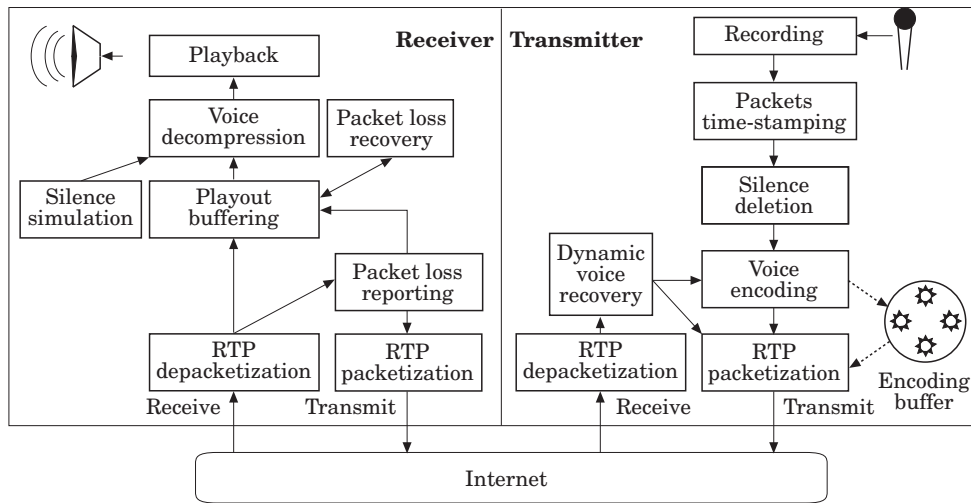 Receiver
Playback
Voice
decompression
Packet loss
recovery
Silence
simulation
Playout
buffering
Packet loss
reporting
RTP
depacketization
RTP
packetization
Receive
Transmit
Transmitter
Recording
Packets
time-stamping
Silence
deletion
Dynamic
voice
recovery
Voice
encoding
RTP
depacketization
RTP
packetization
Encoding
buffer
Receive
Transmit
Internet